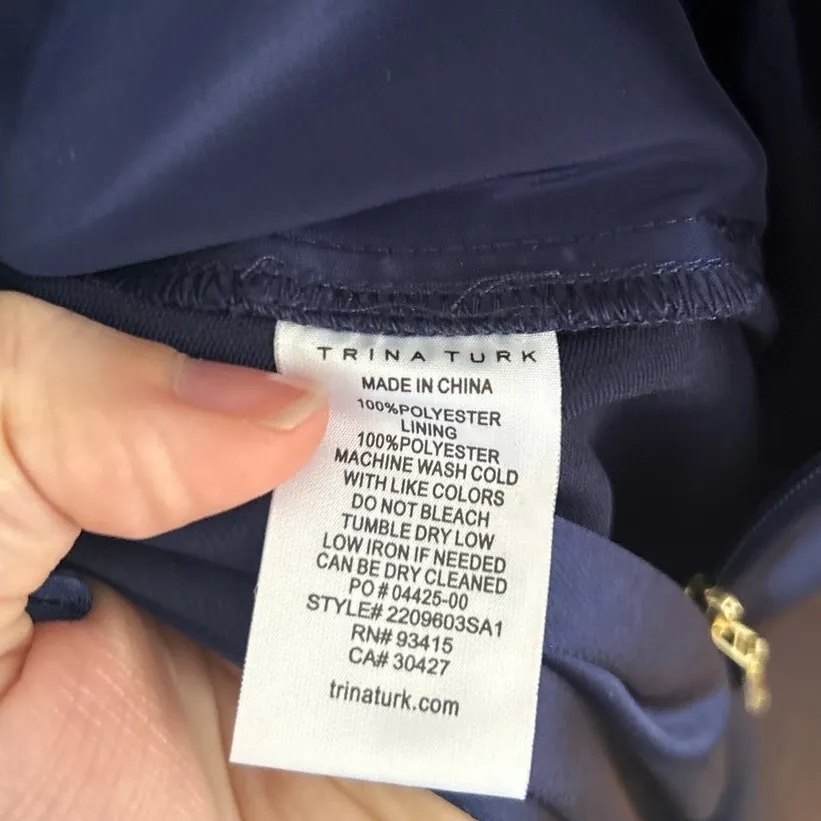 TRINA TURK
MADE IN CHINA
100%POLYESTER
LINING
100%POLYESTER
MACHINE WASH COLD
WITH LIKE COLORS
DO NOT BLEACH
TUMBLE DRY LOW
LOW IRON IF NEEDED
CAN BE DRY CLEANED
PO # 04425-00
STYLE# 2209603SA1
RN# 93415
CA# 30427
trinaturk.com